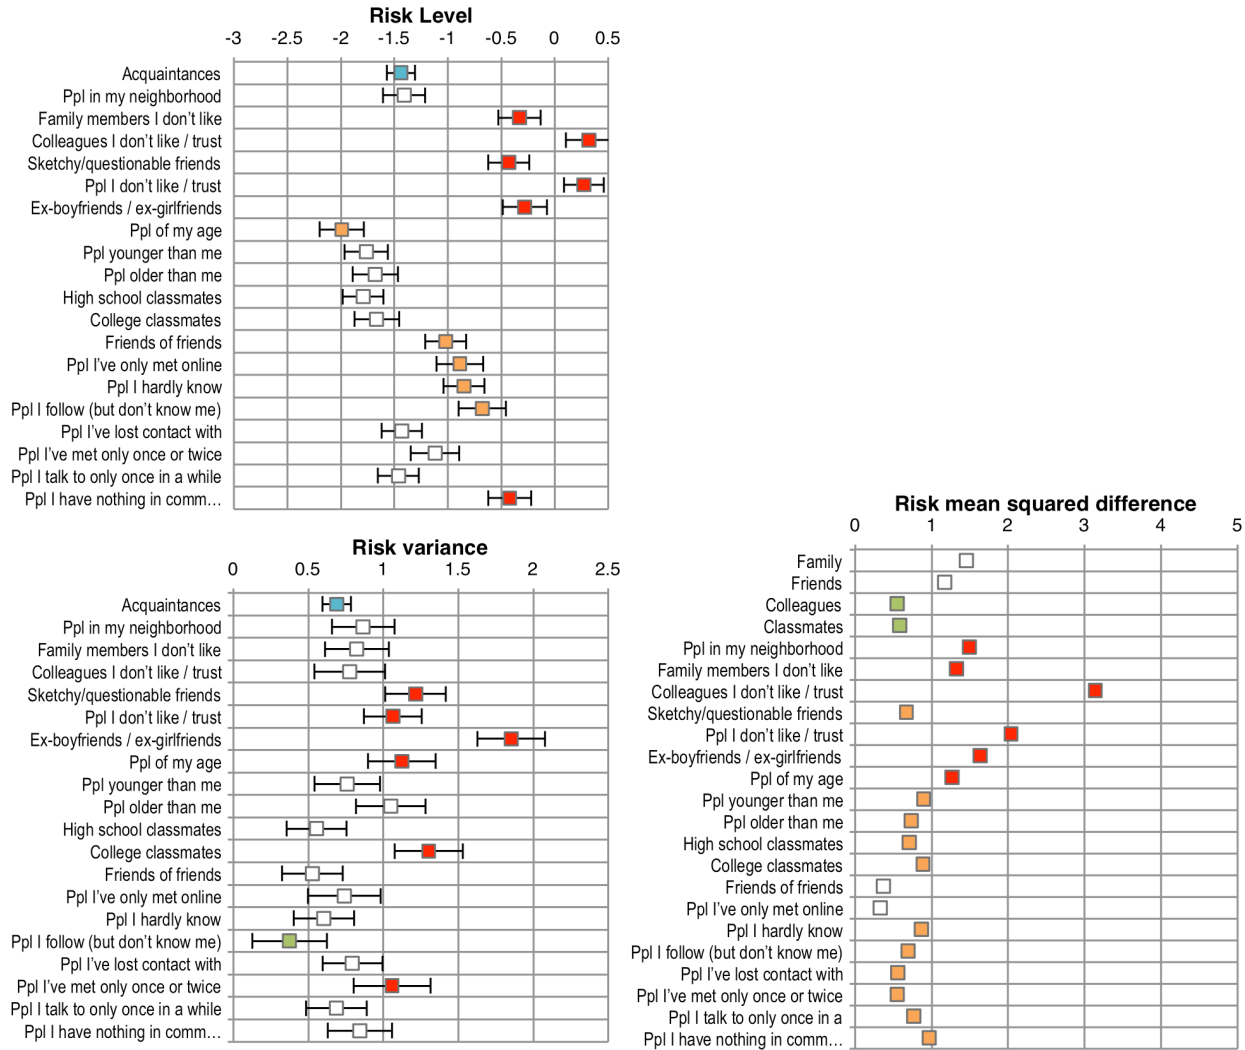 Risk Level
-3 -2.5 -2 -1.5 -1 -0.5 0 0.5
Acquaintances
Ppl in my neighborhood
Family members I don't like
Colleagues I don't like / trust
Sketchy/questionable friends
Ppl I don't like / trust
Ex-boyfriends / ex-girlfriends
Ppl of my age
Ppl younger than me
Ppl older than me
High school classmates
College classmates
Friends of friends
Ppl I've only met online
Ppl I hardly know
Ppl I follow (but don't know me)
Ppl I've lost contact with
Ppl I've met only once or twice
Ppl I talk to only once in a while
Ppl I have nothing in comm…
Risk variance
0 0.5 1 1.5 2 2.5
Acquaintances
Ppl in my neighborhood
Family members I don't like
Colleagues I don't like / trust
Sketchy/questionable friends
Ppl I don't like / trust
Ex-boyfriends / ex-girlfriends
Ppl of my age
Ppl younger than me
Ppl older than me
High school classmates
College classmates
Friends of friends
Ppl I've only met online
Ppl I hardly know
Ppl I follow (but don't know me)
Ppl I've lost contact with
Ppl I've met only once or twice
Ppl I talk to only once in a while
Ppl I have nothing in comm…
Risk mean squared difference
0 1 2 3 4 5
Family
Friends
Colleagues
Classmates
Ppl in my neighborhood
Family members I don't like
Colleagues I don't like / trust
Sketchy/questionable friends
Ppl I don't like / trust
Ex-boyfriends / ex-girlfriends
Ppl of my age
Ppl younger than me
Ppl older than me
High school classmates
College classmates
Friends of friends
Ppl I've only met online
Ppl I hardly know
Ppl I follow (but don't know me)
Ppl I've lost contact with
Ppl I've met only once or twice
Ppl I talk to only once in a
Ppl I have nothing in comm…